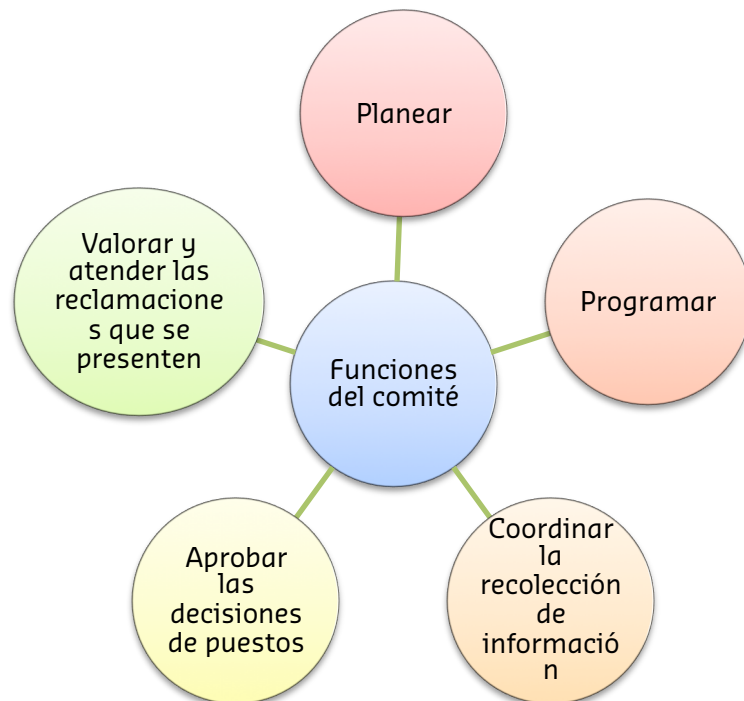 Planear
Programar
Valorar y
atender las
reclamacione
s que se
presenten
Funciones
del comité
Coordinar
la
recolección
de
informació
n
Aprobar
las
decisiones
de puestos